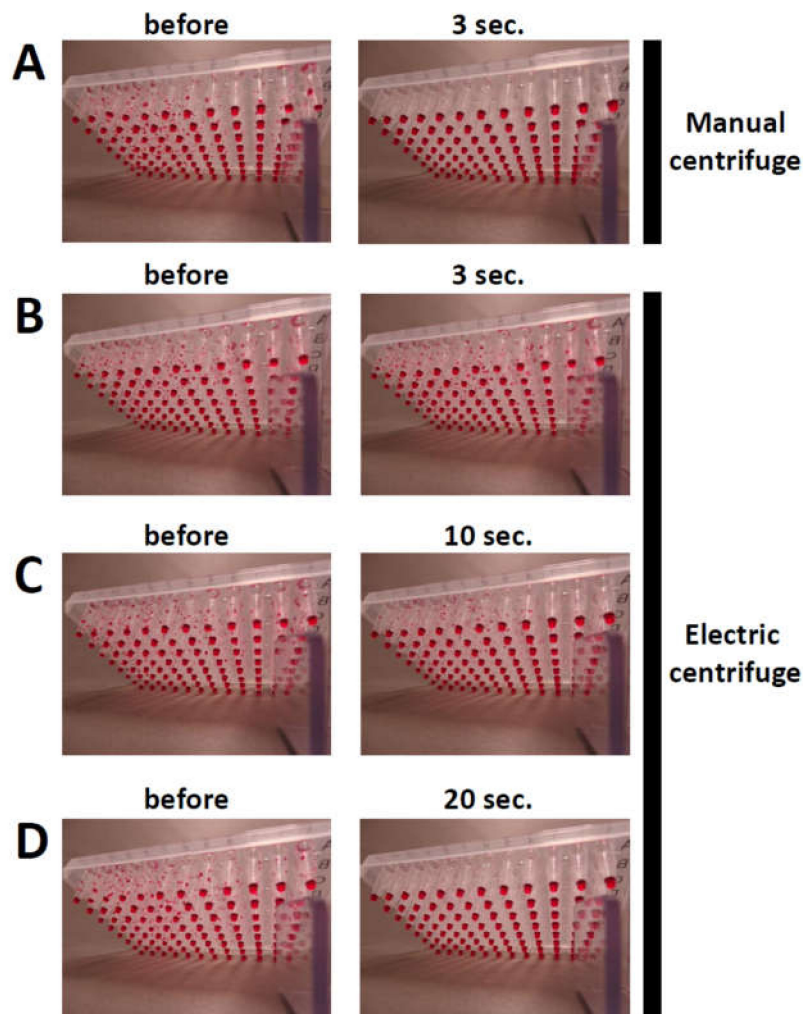 before 3 sec.
A
Manual
centrifuge
before 3 sec.
B
before 10 sec.
C
Electric
centrifuge
before 20 sec.
D